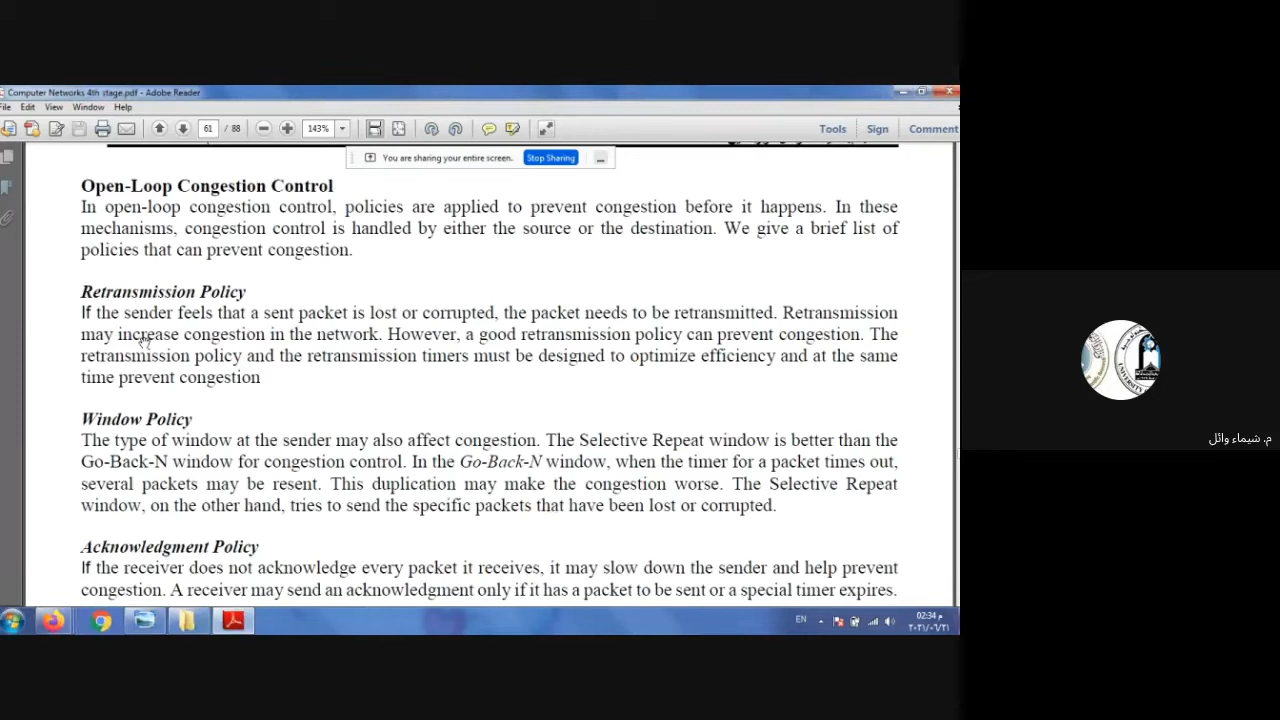 Computer Networks 4th stage.pdf - Adobe Reader
File Edit View Window Help
61 / 88 143% Tools Sign Comment
You are sharing your entire screen. Stop Sharing
Open-Loop Congestion Control
In open-loop congestion control, policies are applied to prevent congestion before it happens. In these
mechanisms, congestion control is handled by either the source or the destination. We give a brief list of
policies that can prevent congestion.
Retransmission Policy
If the sender feels that a sent packet is lost or corrupted, the packet needs to be retransmitted. Retransmission
may increase congestion in the network. However, a good retransmission policy can prevent congestion. The
retransmission policy and the retransmission timers must be designed to optimize efficiency and at the same
time prevent congestion
Window Policy
The type of window at the sender may also affect congestion. The Selective Repeat window is better than the
Go-Back-N window for congestion control. In the Go-Back-N window, when the timer for a packet times out,
several packets may be resent. This duplication may make the congestion worse. The Selective Repeat
window, on the other hand, tries to send the specific packets that have been lost or corrupted.
Acknowledgment Policy
If the receiver does not acknowledge every packet it receives, it may slow down the sender and help prevent
congestion. A receiver may send an acknowledgment only if it has a packet to be sent or a special timer expires.
EN
02:34 م
٢٠٢١/٠٦/٢١
م. شيماء وائل